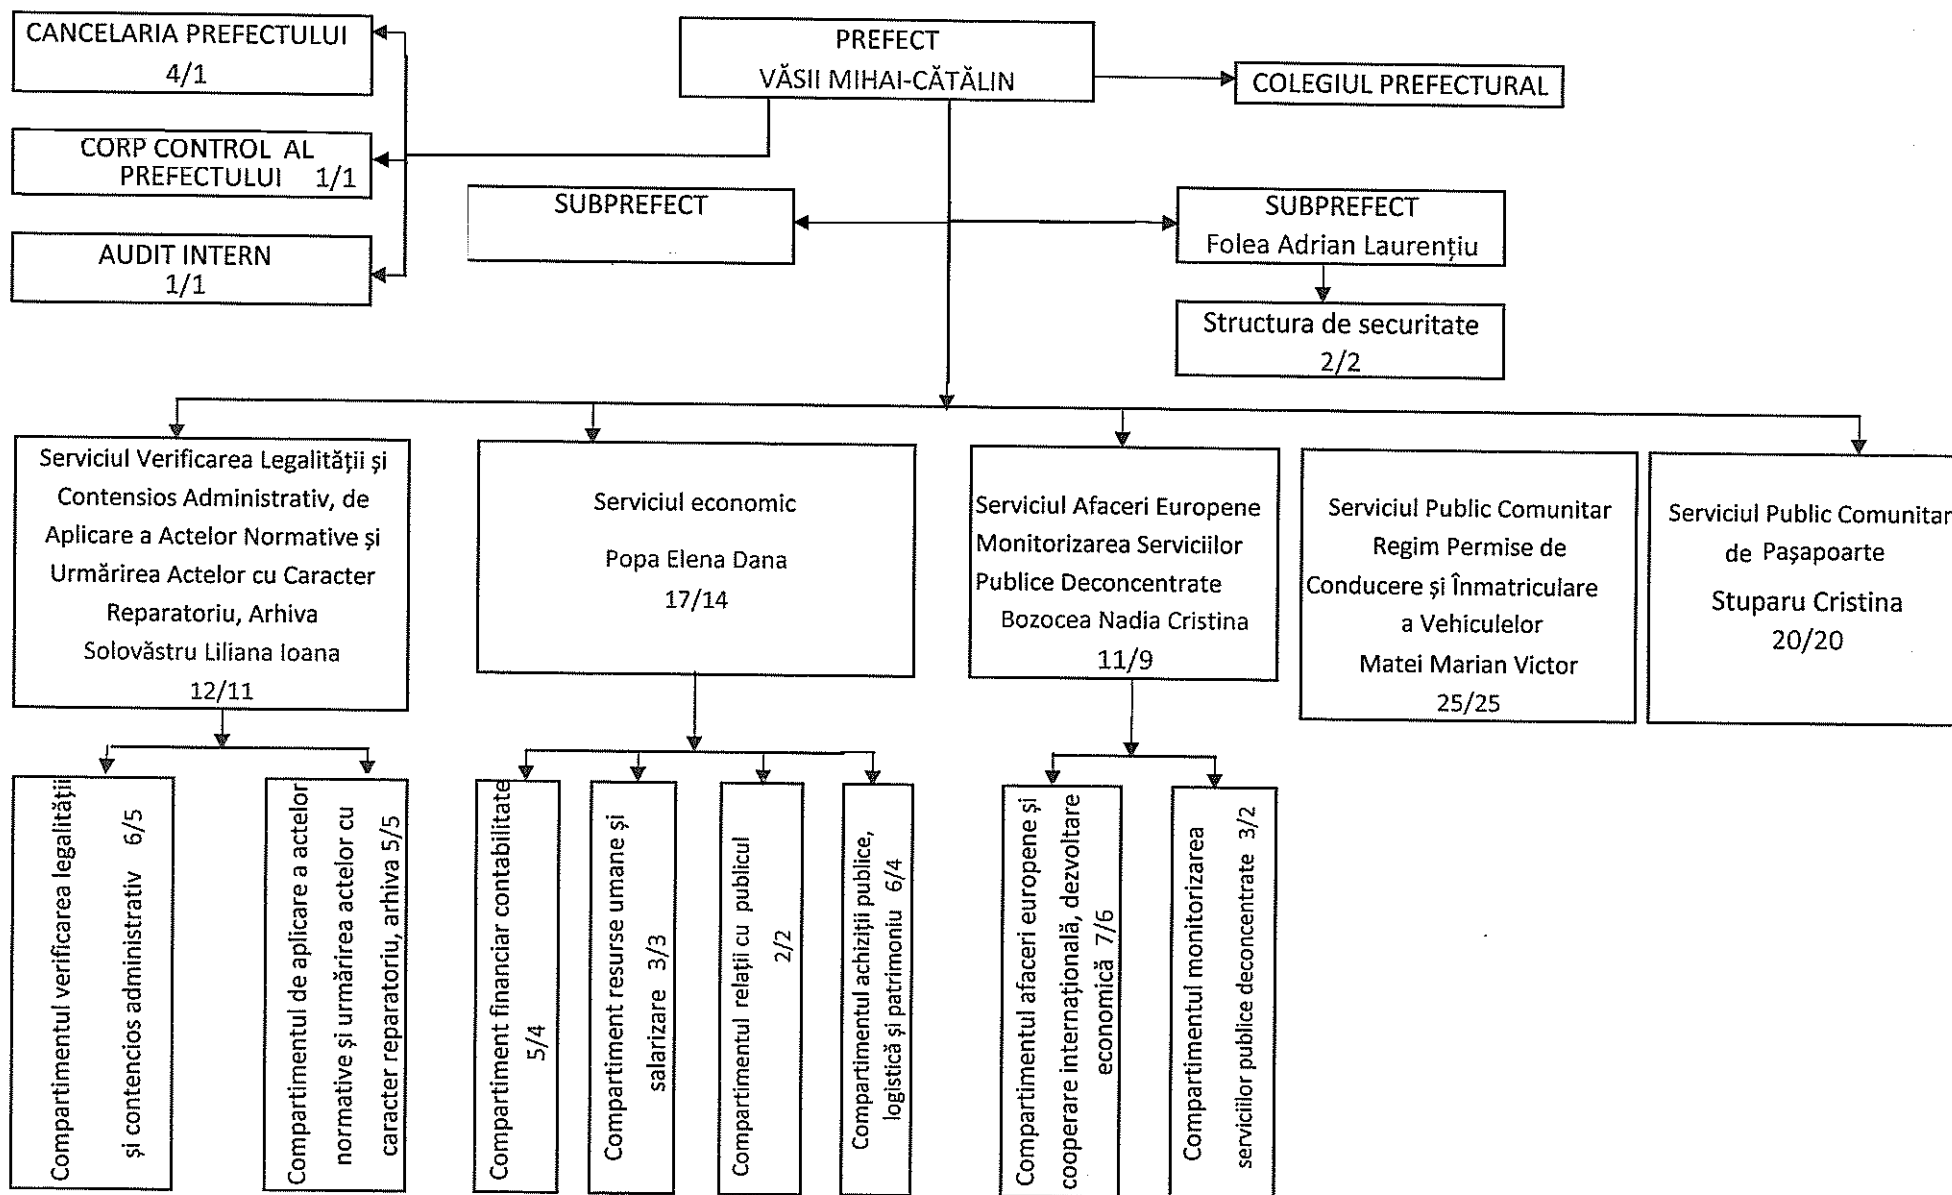 CANCELARIA PREFECTULUI
4/1
PREFECT
VĂSII MIHAI-CĂTĂLIN
COLEGIUL PREFECTURAL
CORP CONTROL AL
PREFECTULUI 1/1
AUDIT INTERN
1/1
SUBPREFECT
SUBPREFECT
Folea Adrian Laurențiu
Structura de securitate
2/2
Serviciul Verificarea Legalității și
Contensios Administrativ, de
Aplicare a Actelor Normative și
Urmărirea Actelor cu Caracter
Reparatoriu, Arhiva
Solovăstru Liliana Ioana
12/11
Serviciul economic
Popa Elena Dana
17/14
Serviciul Afaceri Europene
Monitorizarea Serviciilor
Publice Deconcentrate
Bozocea Nadia Cristina
11/9
Serviciul Public Comunitar
Regim Permise de
Conducere și Înmatriculare
a Vehiculelor
Matei Marian Victor
25/25
Serviciul Public Comunitar
de Pașapoarte
Stuparu Cristina
20/20
Compartimentul verificarea legalității
și contencios administrativ 6/5
Compartimentul de aplicare a actelor
normative și urmărirea actelor cu
caracter reparatoriu, arhiva 5/5
Compartiment financiar contabilitate
5/4
Compartiment resurse umane și
salarizare 3/3
Compartimentul relații cu publicul
2/2
Compartimentul achiziții publice,
logistică și patrimoniu 6/4
Compartimentul afaceri europene și
cooperare internațională, dezvoltare
economică 7/6
Compartimentul monitorizarea
serviciilor publice deconcentrate 3/2